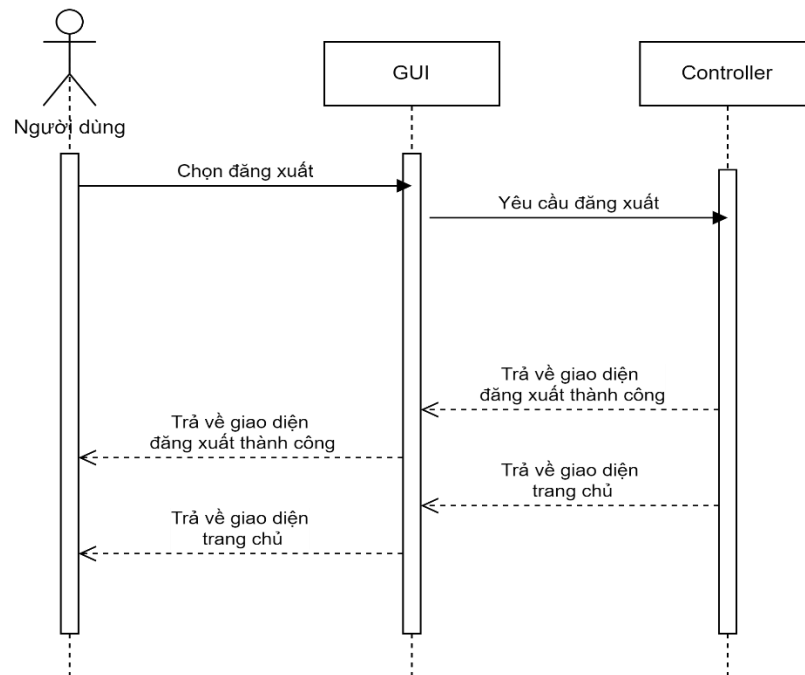 GUI
Controller
Người dùng
Chọn đăng xuất
Yêu cầu đăng xuất
Trả về giao diện
đăng xuất thành công
Trả về giao diện
đăng xuất thành công
Trả về giao diện
trang chủ
Trả về giao diện
trang chủ